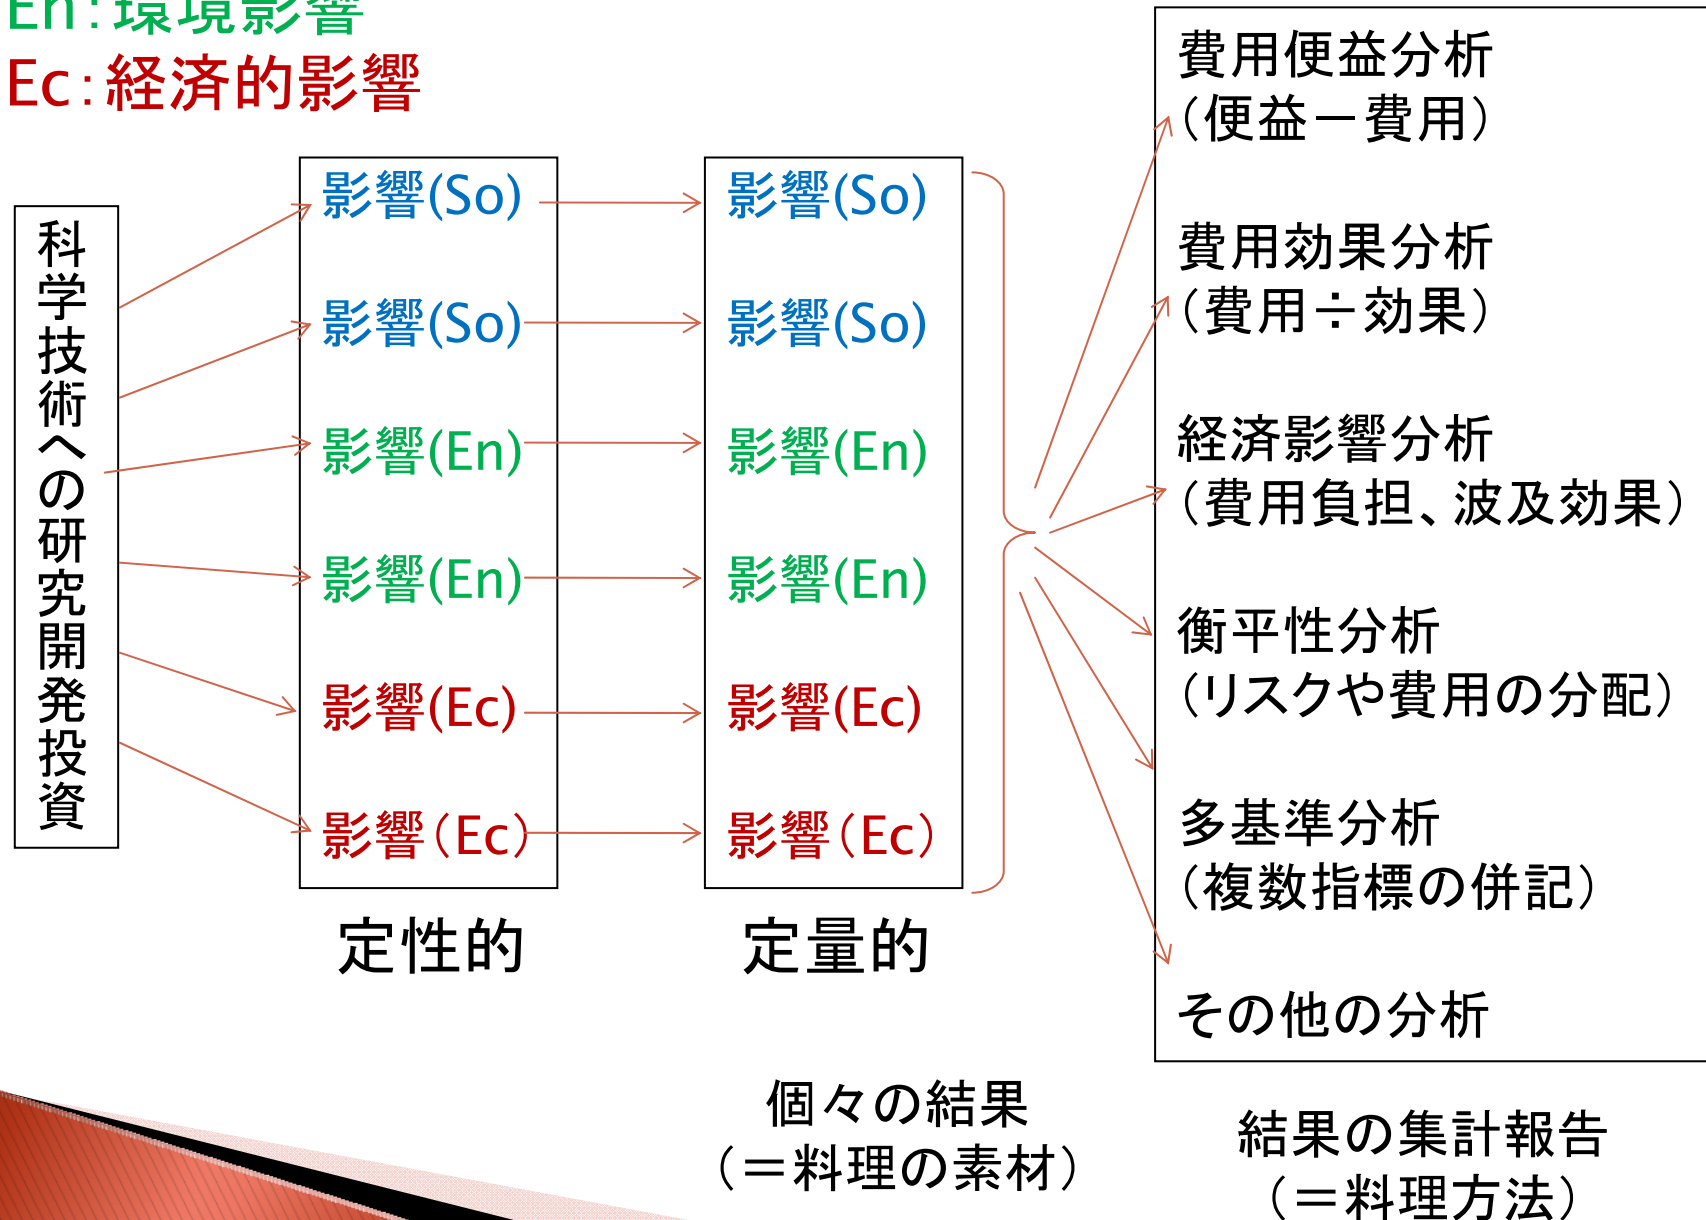 En：環境影響
Ec：経済的影響
科学技術への研究開発投資
影響(So)
影響(So)
影響(En)
影響(En)
影響(Ec)
影響（Ec）
定性的
影響(So)
影響(So)
影響(En)
影響(En)
影響(Ec)
影響（Ec）
定量的
個々の結果
（＝料理の素材）
費用便益分析
（便益－費用）
費用効果分析
（費用÷効果）
経済影響分析
（費用負担、波及効果）
衡平性分析
（リスクや費用の分配）
多基準分析
（複数指標の併記）
その他の分析
結果の集計報告
（＝料理方法）